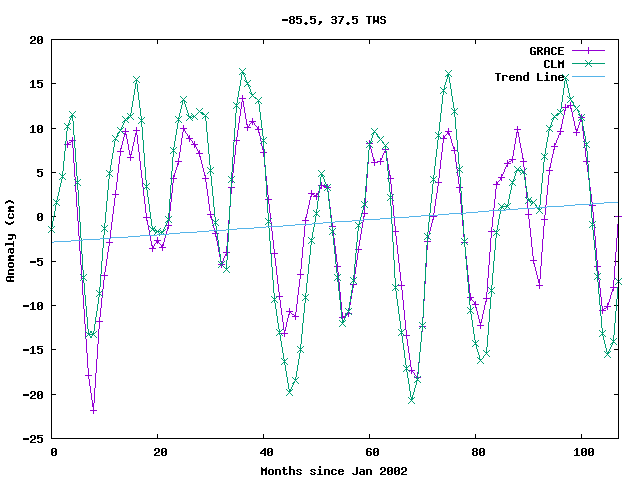 -85.5, 37.5 TWS
GRACE
CLM
Trend Line
20
15
10
5
0
-5
-10
-15
-20
-25
Anomaly (cm)
0 20 40 60 80 100
Months since Jan 2002